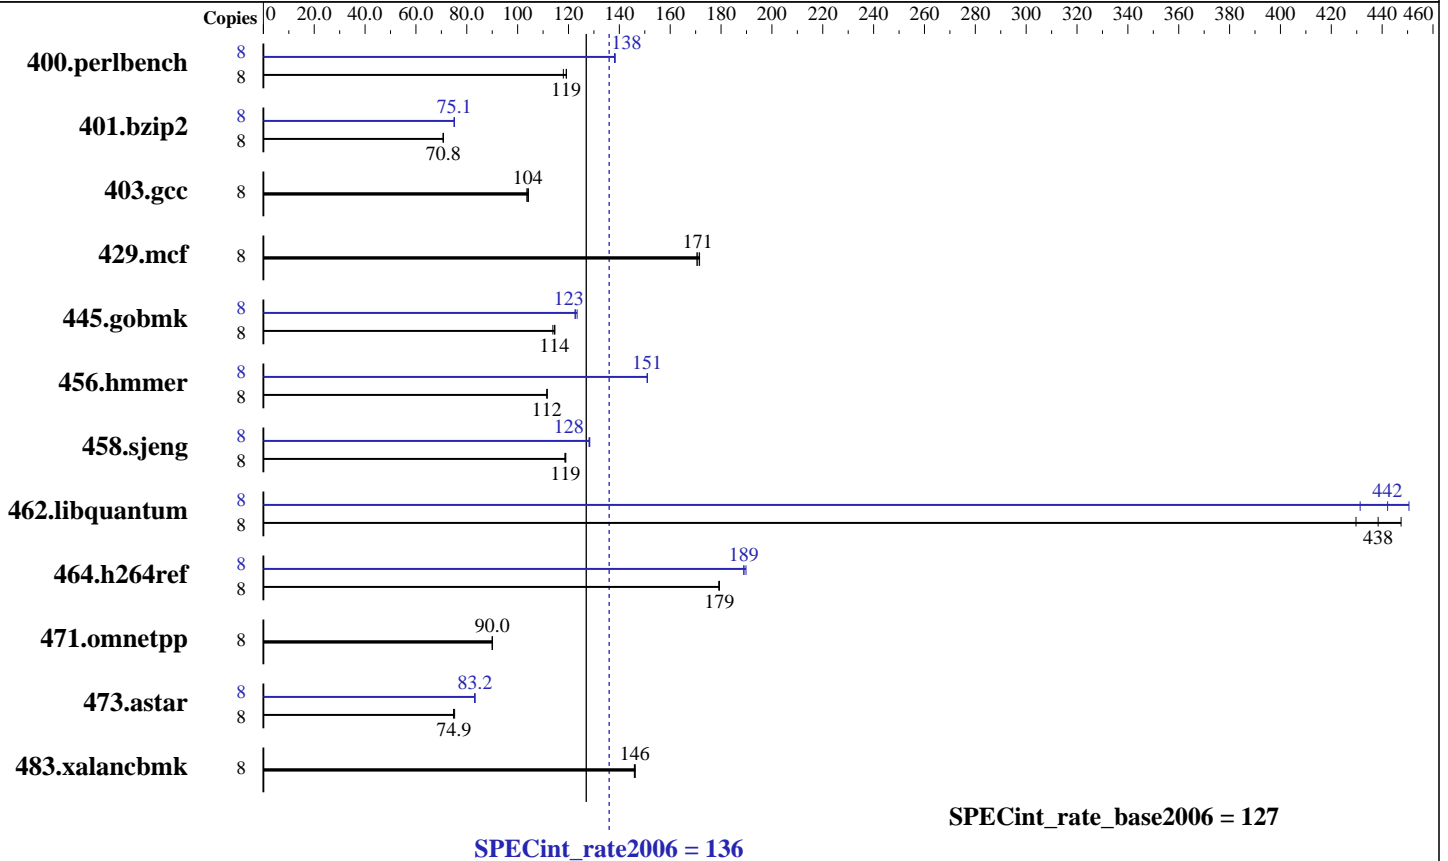 Copies 0 20.0 40.0 60.0 80.0 100 120 140 160 180 200 220 240 260 280 300 320 340 360 380 400 420 440 460
400.perlbench 8 138
8 119
401.bzip2 8 75.1
8 70.8
403.gcc 8 104
429.mcf 8 171
445.gobmk 8 123
8 114
456.hmmer 8 151
8 112
458.sjeng 8 128
8 119
462.libquantum 8 442
8 438
464.h264ref 8 189
8 179
471.omnetpp 8 90.0
473.astar 8 83.2
8 74.9
483.xalancbmk 8 146
SPECint_rate_base2006 = 127
SPECint_rate2006 = 136